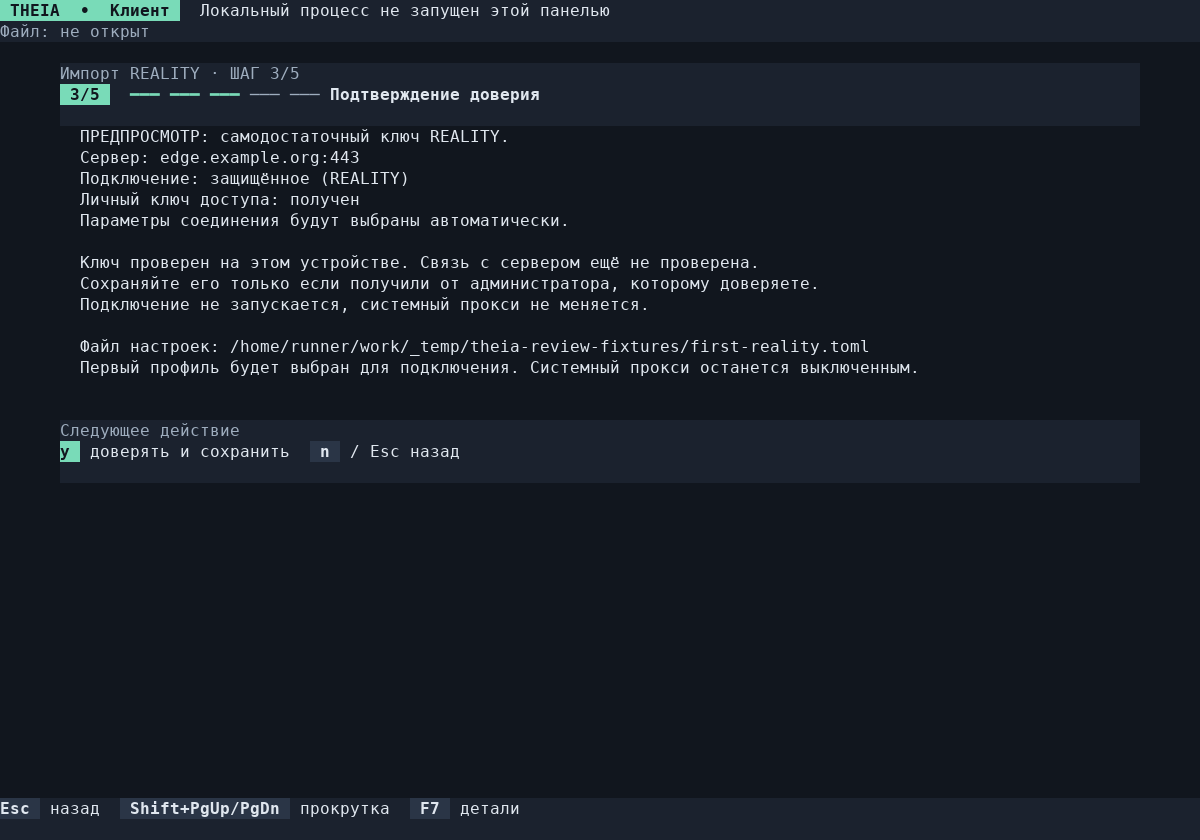 THEIA • Клиент Локальный процесс не запущен этой панелью
Файл: не открыт
Импорт REALITY · ШАГ 3/5
3/5 ━━━ ━━━ ━━━ ─── ─── Подтверждение доверия
ПРЕДПРОСМОТР: самодостаточный ключ REALITY.
Сервер: edge.example.org:443
Подключение: защищённое (REALITY)
Личный ключ доступа: получен
Параметры соединения будут выбраны автоматически.
Ключ проверен на этом устройстве. Связь с сервером ещё не проверена.
Сохраняйте его только если получили от администратора, которому доверяете.
Подключение не запускается, системный прокси не меняется.
Файл настроек: /home/runner/work/_temp/theia-review-fixtures/first-reality.toml
Первый профиль будет выбран для подключения. Системный прокси останется выключенным.
Следующее действие
y доверять и сохранить n / Esc назад
Esc назад Shift+PgUp/PgDn прокрутка F7 детали